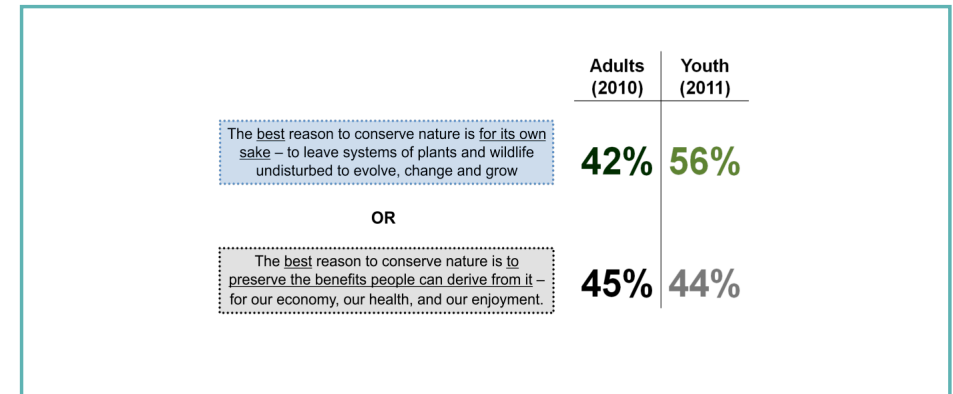 Adults Youth
(2010) (2011)
The best reason to conserve nature is for its own
sake – to leave systems of plants and wildlife
undisturbed to evolve, change and grow
42% 56%
OR
The best reason to conserve nature is to
preserve the benefits people can derive from it –
for our economy, our health, and our enjoyment.
45% 44%